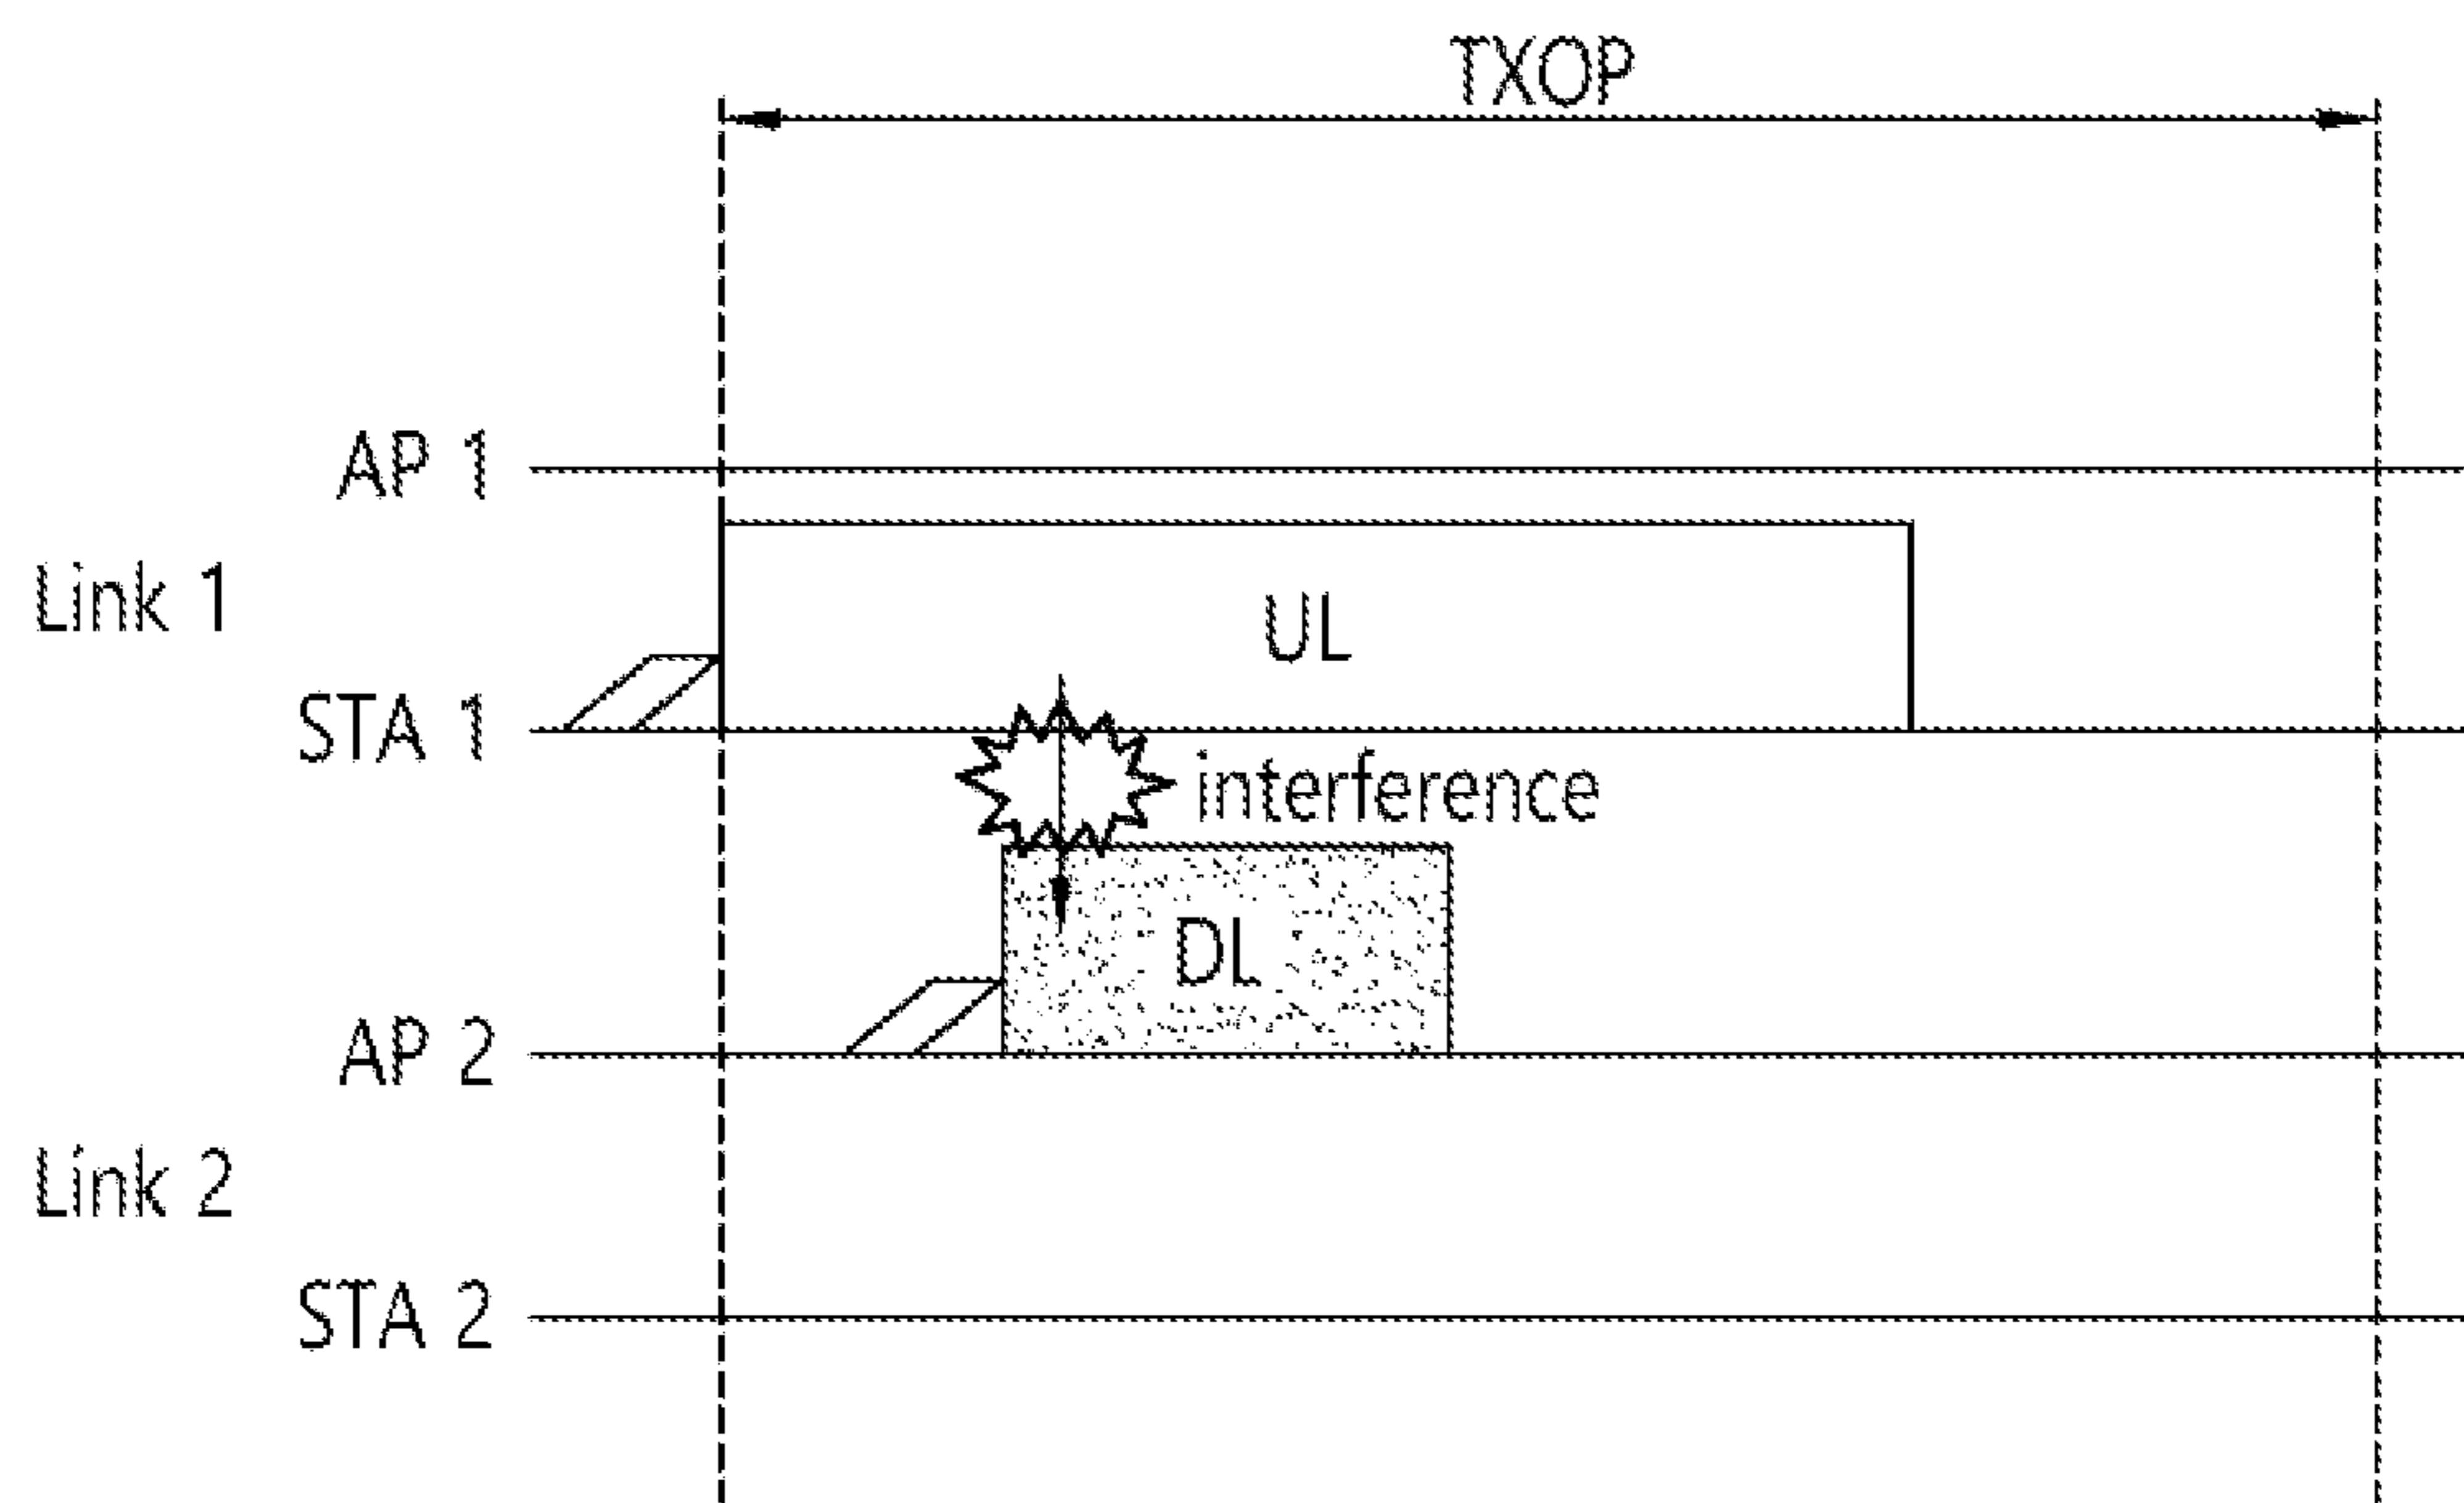 TXOP
AP 1
Link 1
UL
STA 1
interference
DL
AP 2
Link 2
STA 2